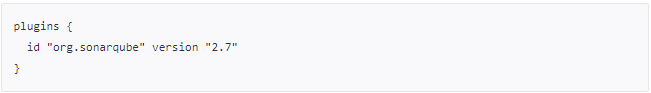 plugins {
  id "org.sonarqube" version "2.7"
}